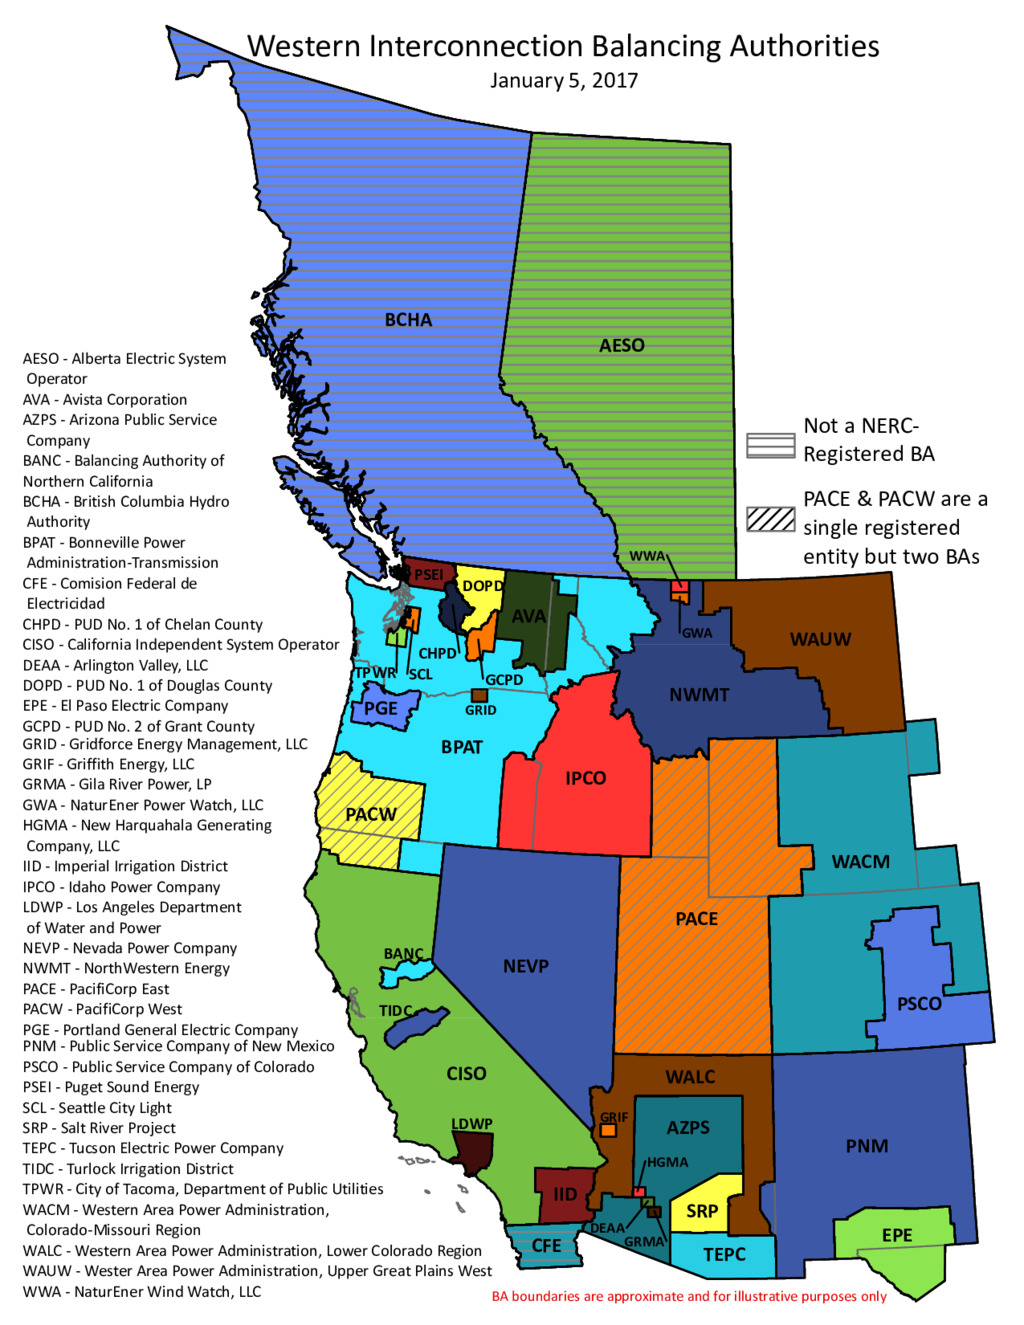 Western Interconnection Balancing Authorities
January 5, 2017
BCHA
AESO
AESO - Alberta Electric System
Operator
AVA - Avista Corporation
AZPS - Arizona Public Service
Company
BANC - Balancing Authority of
Northern California
BCHA - British Columbia Hydro
Authority
BPAT - Bonneville Power
Administration-Transmission
CFE - Comision Federal de
Electricidad
CHPD - PUD No. 1 of Chelan County
CISO - California Independent System Operator
DEAA - Arlington Valley, LLC
DOPD - PUD No. 1 of Douglas County
EPE - El Paso Electric Company
GCPD - PUD No. 2 of Grant County
GRID - Gridforce Energy Management, LLC
GRIF - Griffith Energy, LLC
GRMA - Gila River Power, LP
GWA - NaturEner Power Watch, LLC
HGMA - New Harquahala Generating
Company, LLC
IID - Imperial Irrigation District
IPCO - Idaho Power Company
LDWP - Los Angeles Department
of Water and Power
NEVP - Nevada Power Company
NWMT - NorthWestern Energy
PACE - PacifiCorp East
PACW - PacifiCorp West
PGE - Portland General Electric Company
PNM - Public Service Company of New Mexico
PSCO - Public Service Company of Colorado
PSEI - Puget Sound Energy
SCL - Seattle City Light
SRP - Salt River Project
TEPC - Tucson Electric Power Company
TIDC - Turlock Irrigation District
TPWR - City of Tacoma, Department of Public Utilities
WACM - Western Area Power Administration,
Colorado-Missouri Region
WALC - Western Area Power Administration, Lower Colorado Region
WAUW - Wester Area Power Administration, Upper Great Plains West
WWA - NaturEner Wind Watch, LLC
Not a NERC-
Registered BA
PACE & PACW are a
single registered
entity but two BAs
WWA
PSEI
DOPD
AVA
GWA
WAUW
CHPD
TPWR
SCL
GCPD
NWMT
PGE
GRID
BPAT
IPCO
PACW
WACM
PACE
BANC
NEVP
PSCO
TIDC
CISO
WALC
LDWP
GRIF
AZPS
PNM
HGMA
IID
SRP
DEAA
GRMA
CFE
TEPC
EPE
BA boundaries are approximate and for illustrative purposes only